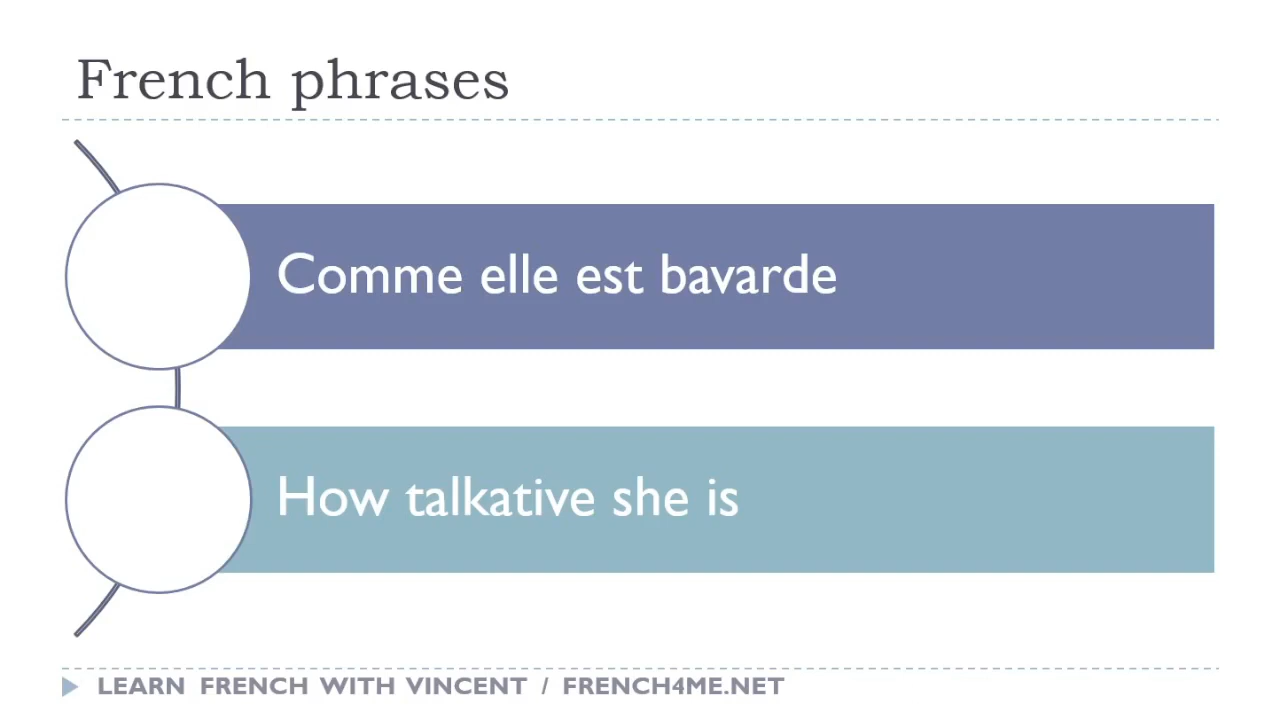 French phrases
Comme elle est bavarde
How talkative she is
LEARN FRENCH WITH VINCENT / FRENCH4ME.NET